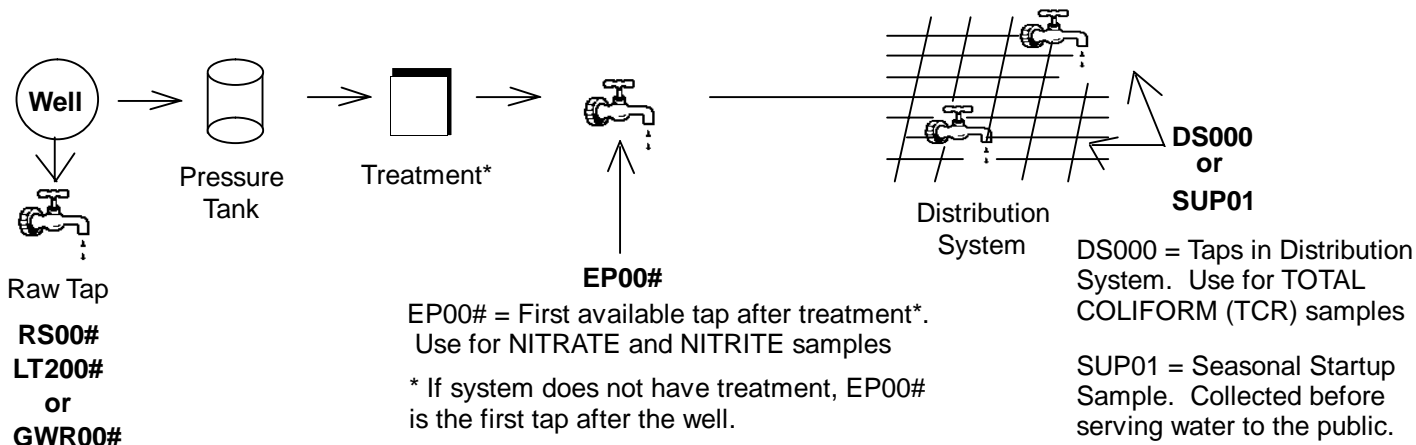 Well
Pressure
Tank
Treatment*
Raw Tap
RS00#
LT200#
or
GWR00#
EP00#
EP00# = First available tap after treatment*.
Use for NITRATE and NITRITE samples
* If system does not have treatment, EP00#
is the first tap after the well.
Distribution
System
DS000
or
SUP01
DS000 = Taps in Distribution
System. Use for TOTAL
COLIFORM (TCR) samples
SUP01 = Seasonal Startup
Sample. Collected before
serving water to the public.